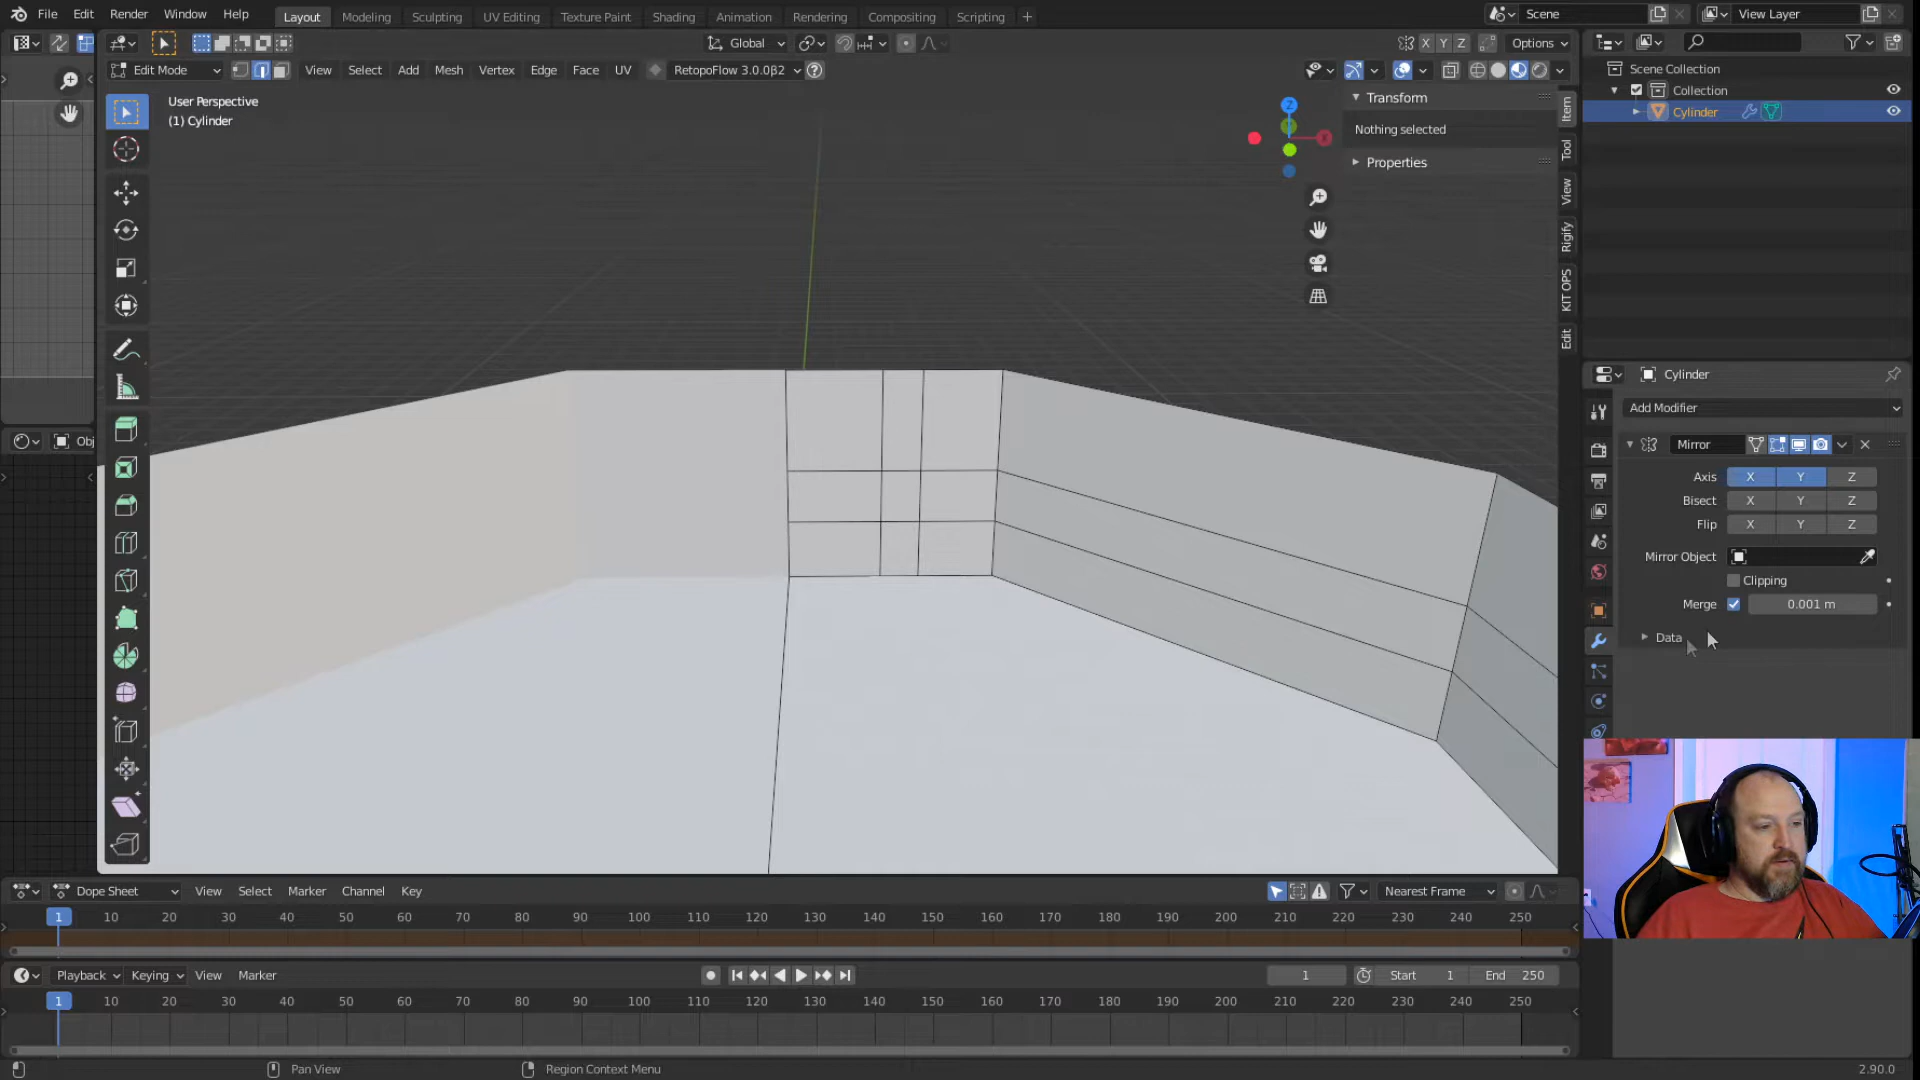 File Edit Render Window Help Layout Modeling Sculpting UV Editing Texture Paint Shading Animation Rendering Compositing Scripting + Scene View Layer
Global Options
Edit Mode View Select Add Mesh Vertex Edge Face UV RetopoFlow 3.0.0β2
X Y Z
User Perspective
(1) Cylinder
Z
X
Transform
Nothing selected
Properties
Item
Tool
View
Rigify
KIT OPS
Edit
Scene Collection
Collection
Cylinder
Cylinder
Add Modifier
Mirror
Axis X Y Z
Bisect X Y Z
Flip X Y Z
Mirror Object
Clipping
Merge 0.001 m
Data
Obj
Dope Sheet View Select Marker Channel Key Nearest Frame
1 10 20 30 40 50 60 70 80 90 100 110 120 130 140 150 160 170 180 190 200 210 220 230 240 250
Playback Keying View Marker 1 Start 1 End 250
1 10 20 30 40 50 60 70 80 90 100 110 120 130 140 150 160 170 180 190 200 210 220 230 240 250
Pan View Region Context Menu 2.90.0